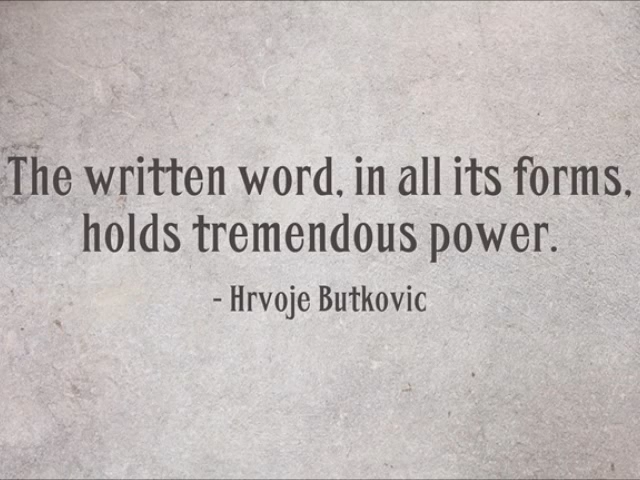 The written word, in all its forms,
holds tremendous power.
- Hrvoje Butkovic